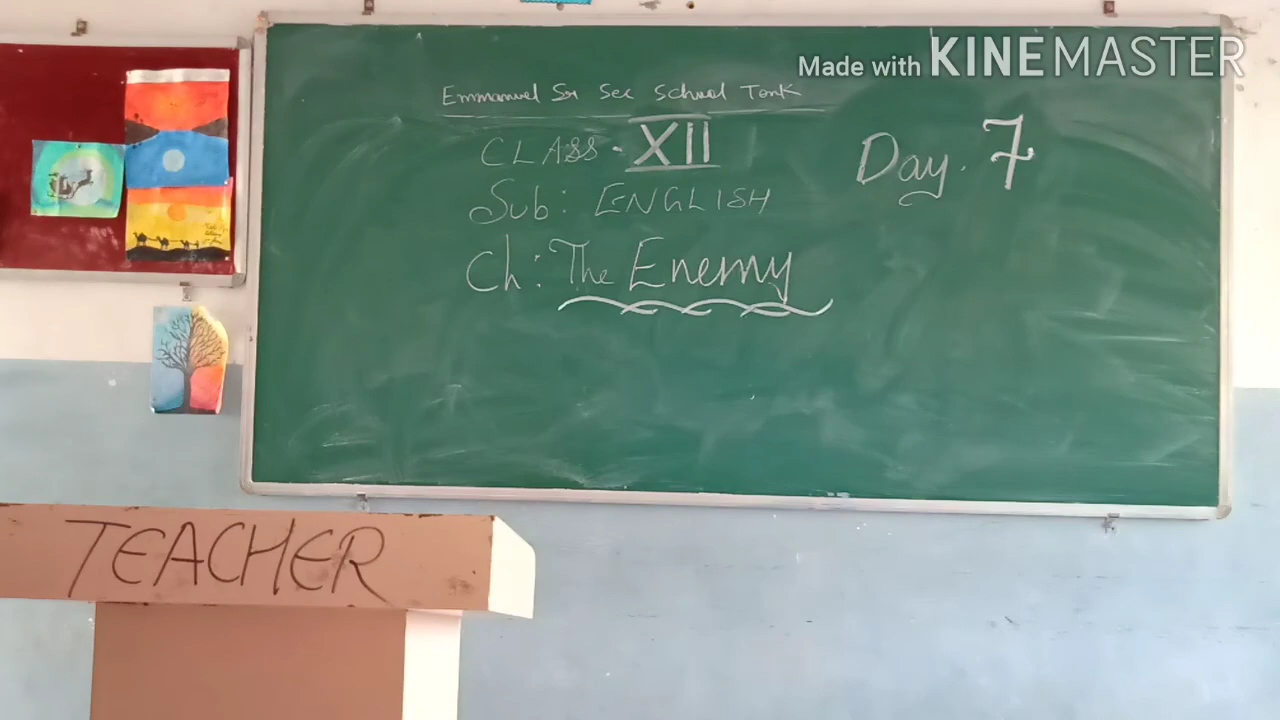 Made with KINEMASTER
Emmanuel Sr Sec School Tonk
CLASS - XII
Day. 7
Sub: ENGLISH
Ch: The Enemy
TEACHER